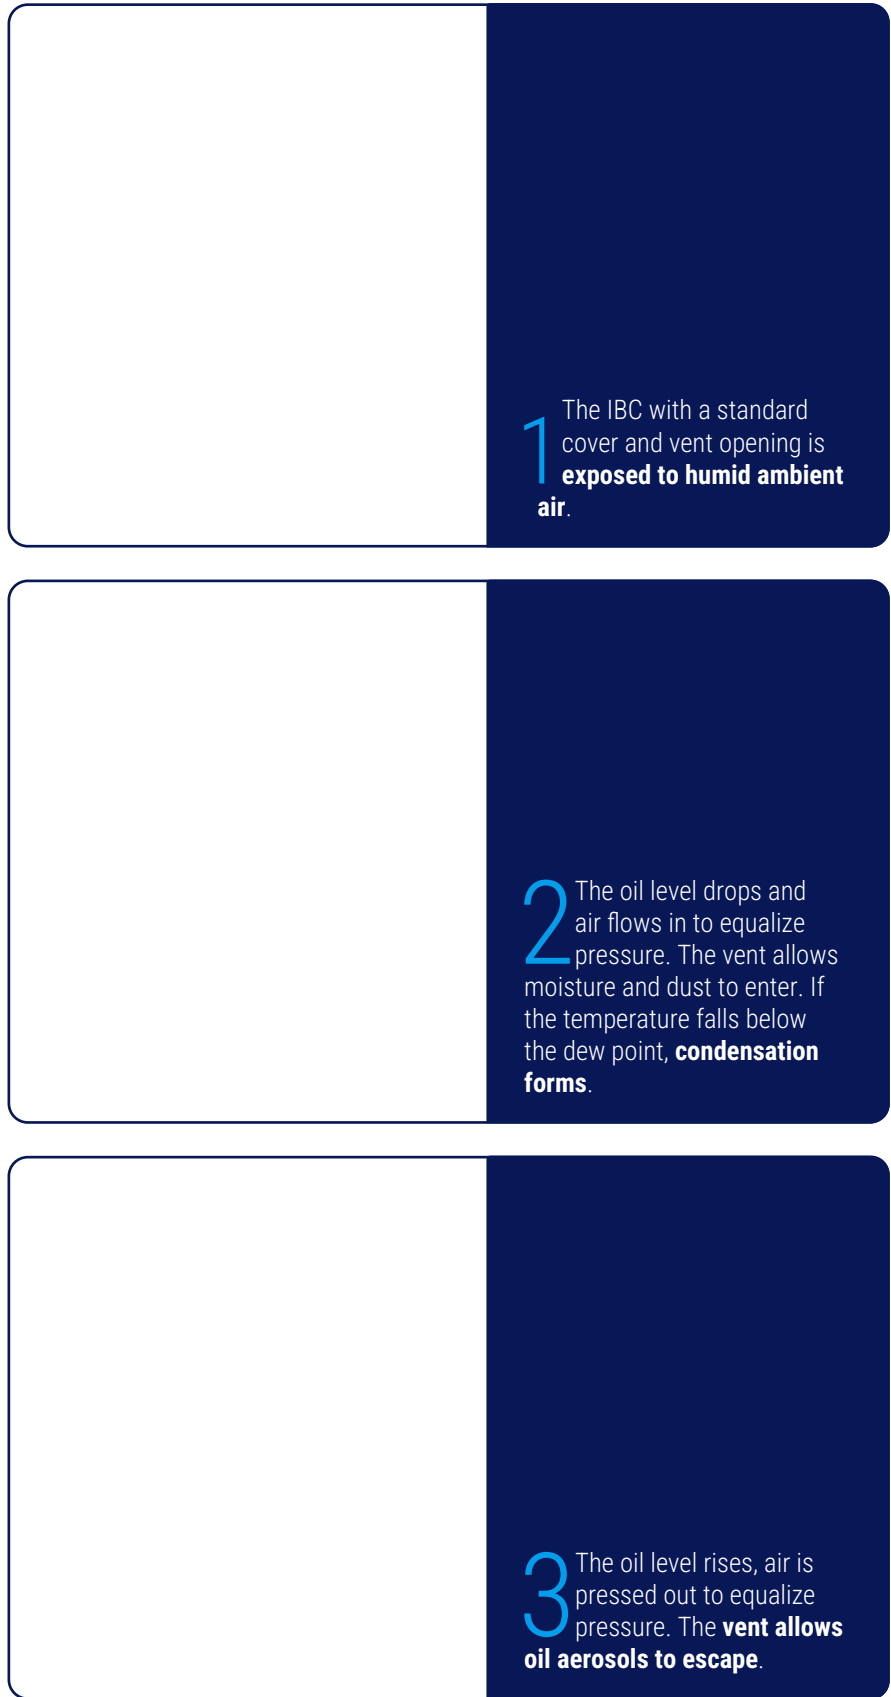 1 The IBC with a standard
cover and vent opening is
exposed to humid ambient
air.
2 The oil level drops and
air flows in to equalize
pressure. The vent allows
moisture and dust to enter. If
the temperature falls below
the dew point, condensation
forms.
3 The oil level rises, air is
pressed out to equalize
pressure. The vent allows
oil aerosols to escape.